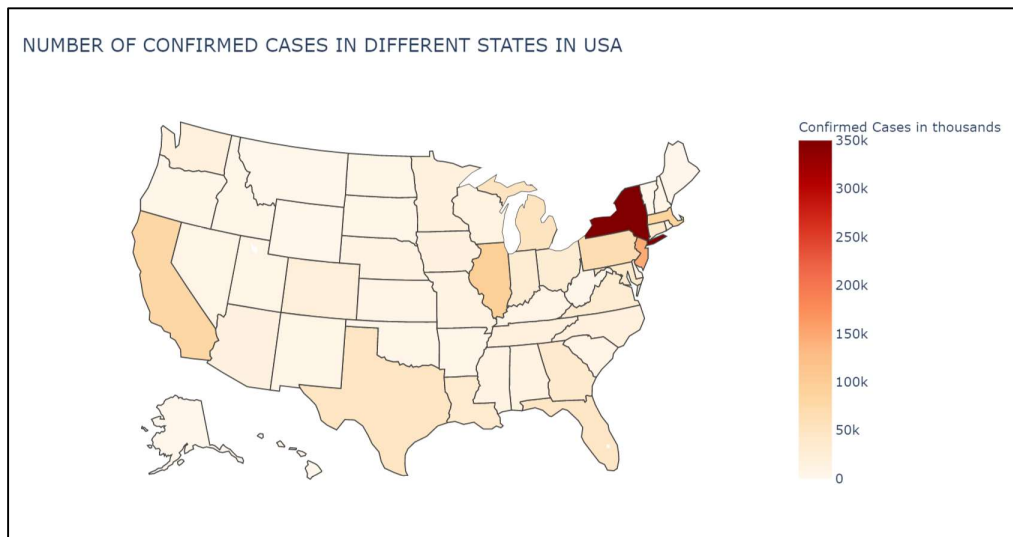 NUMBER OF CONFIRMED CASES IN DIFFERENT STATES IN USA
Confirmed Cases in thousands
350k
300k
250k
200k
150k
100k
50k
0